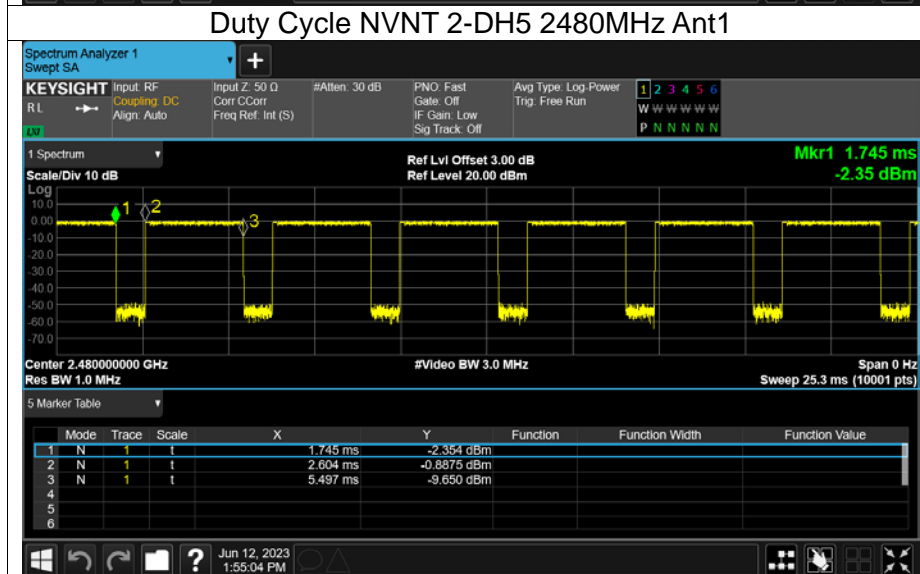 Duty Cycle NVNT 2-DH5 2480MHz Ant1
Spectrum Analyzer 1
Swept SA
+
KEYSIGHT Input: RF Input Z: 50 Ω #Atten: 30 dB PNO: Fast Avg Type: Log-Power 1 2 3 4 5 6
RL Coupling: DC Corr CCorr Gate: Off Trig: Free Run W W W W W W
Align: Auto Freq Ref: Int (S) IF Gain: Low
LXI Sig Track: Off P N N N N N
1 Spectrum Ref Lvl Offset 3.00 dB Mkr1 1.745 ms
Scale/Div 10 dB Ref Level 20.00 dBm -2.35 dBm
Log
10.0
1 2
0.00
3
-10.0
-20.0
-30.0
-40.0
-50.0
-60.0
-70.0
Center 2.480000000 GHz #Video BW 3.0 MHz Span 0 Hz
Res BW 1.0 MHz Sweep 25.3 ms (10001 pts)
5 Marker Table
Mode Trace Scale X Y Function Function Width Function Value
1 N 1 t 1.745 ms -2.354 dBm
2 N 1 t 2.604 ms -0.8875 dBm
3 N 1 t 5.497 ms -9.650 dBm
4
5
6
? Jun 12, 2023
1:55:04 PM